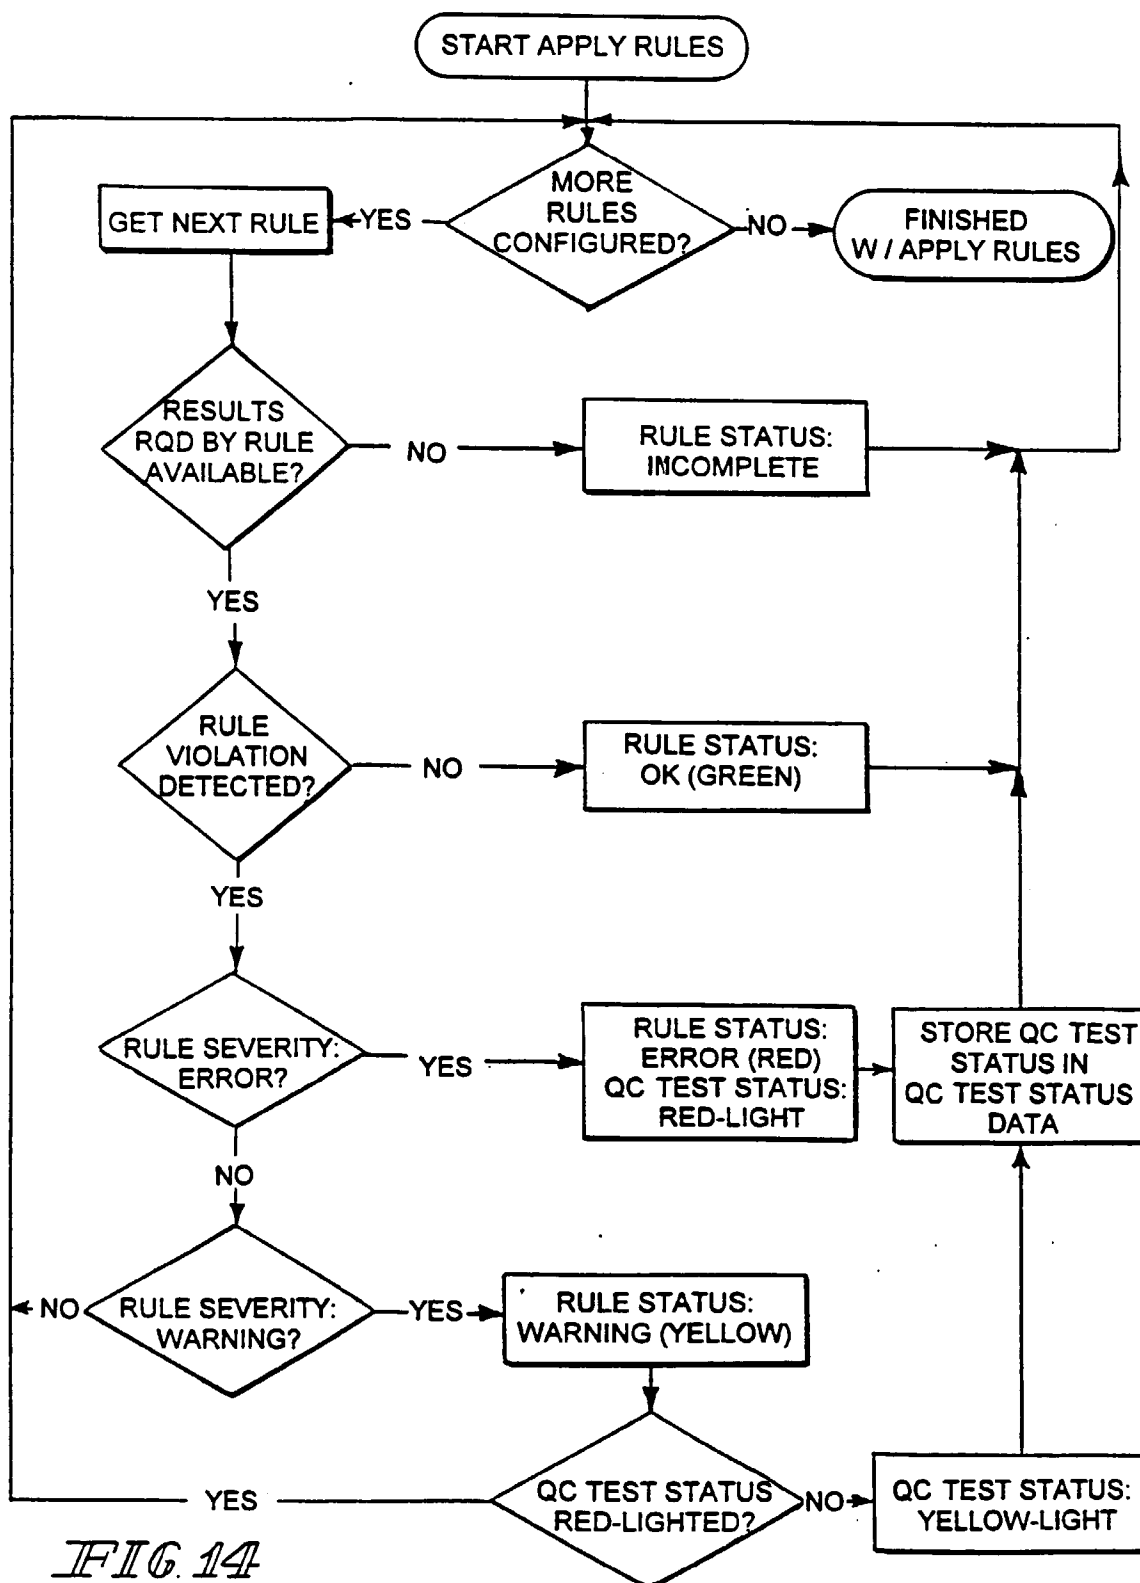 START APPLY RULES
MORE
RULES
CONFIGURED?
YES
GET NEXT RULE
NO
FINISHED
W / APPLY RULES
RESULTS
RQD BY RULE
AVAILABLE?
NO
RULE STATUS:
INCOMPLETE
YES
RULE
VIOLATION
DETECTED?
NO
RULE STATUS:
OK (GREEN)
YES
RULE SEVERITY:
ERROR?
YES
RULE STATUS:
ERROR (RED)
QC TEST STATUS:
RED-LIGHT
STORE QC TEST
STATUS IN
QC TEST STATUS
DATA
NO
RULE SEVERITY:
WARNING?
NO
YES
RULE STATUS:
WARNING (YELLOW)
QC TEST STATUS
RED-LIGHTED?
YES
NO
QC TEST STATUS:
YELLOW-LIGHT
FIG. 14